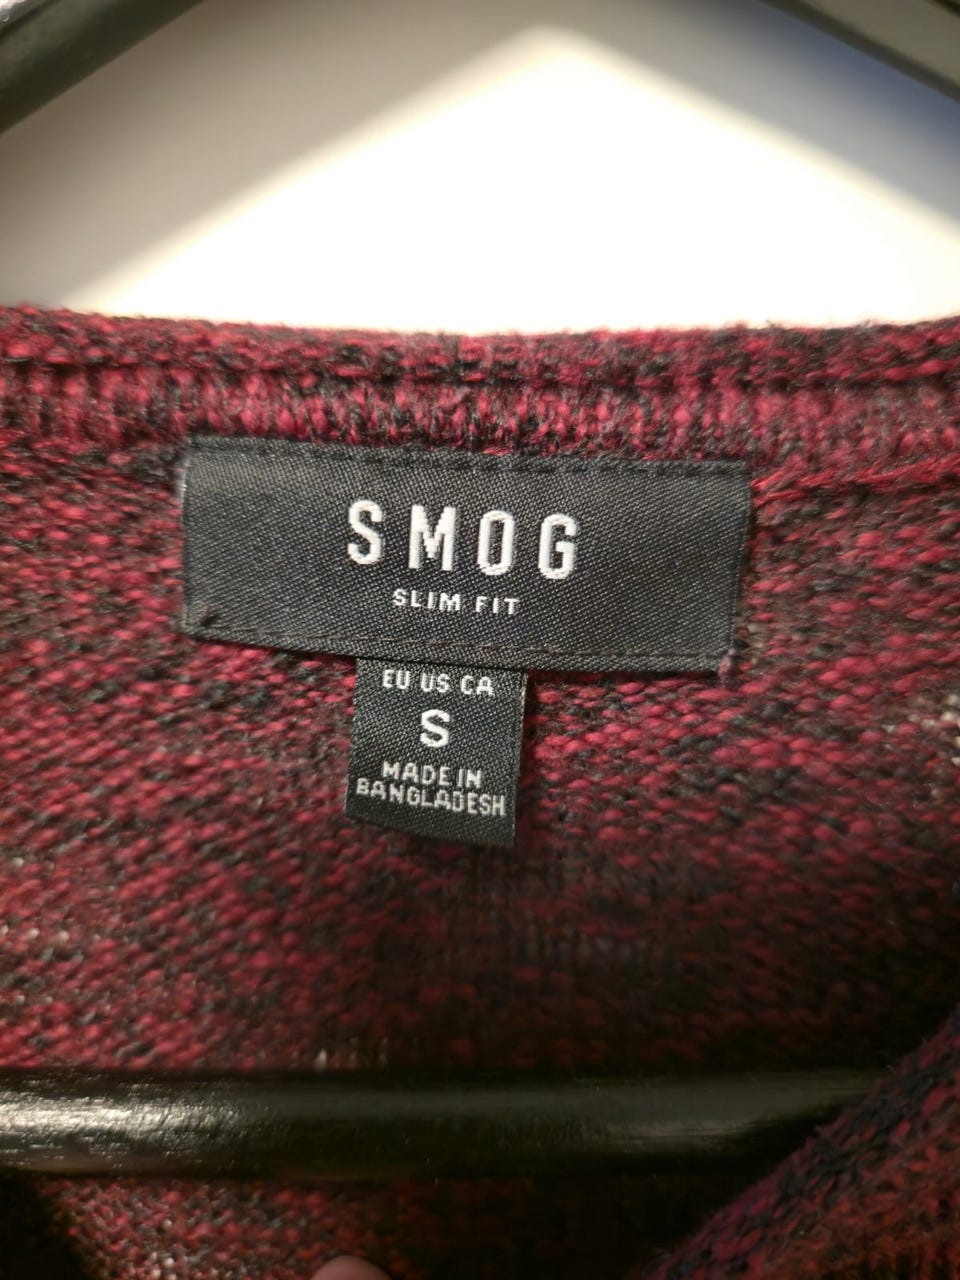 SMOG
SLIM FIT
EU US CA
S
MADE IN
BANGLADESH